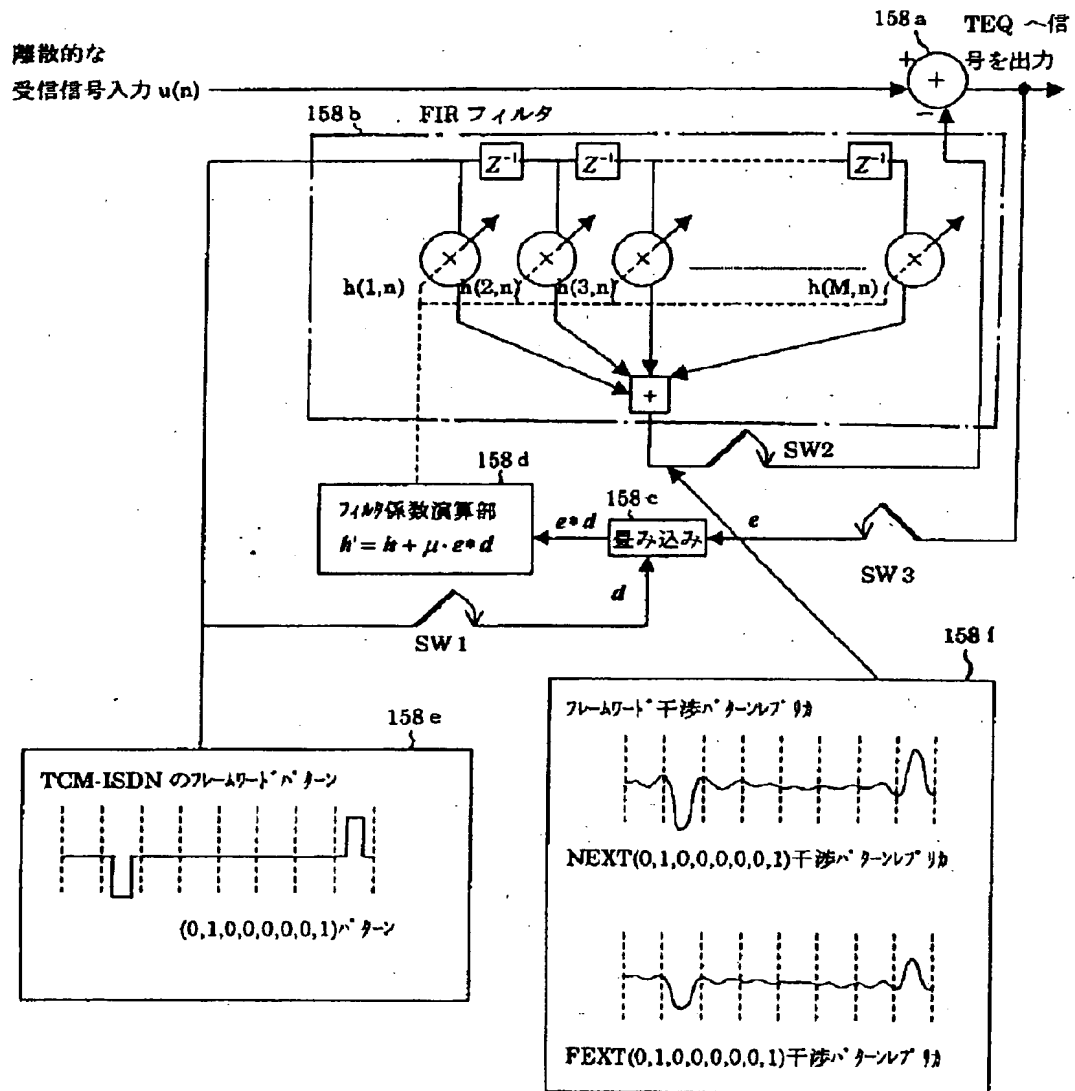 158a
TEQ へ信
号を出力
離散的な
受信信号入力 u(n)
+
+
−
158b
FIR フィルタ
Z⁻¹
Z⁻¹
Z⁻¹
×
×
×
×
h(1,n)
h(2,n)
h(3,n)
h(M,n)
+
SW2
158d
フィルタ係数演算部
h' = h + μ・e*d
e*d
158c
畳み込み
e
SW3
d
SW1
158e
TCM-ISDN のフレームワードパターン
(0,1,0,0,0,0,0,1)パターン
158f
フレームワード干渉パターンレプリカ
NEXT(0,1,0,0,0,0,0,1)干渉パターンレプリカ
FEXT(0,1,0,0,0,0,0,1)干渉パターンレプリカ